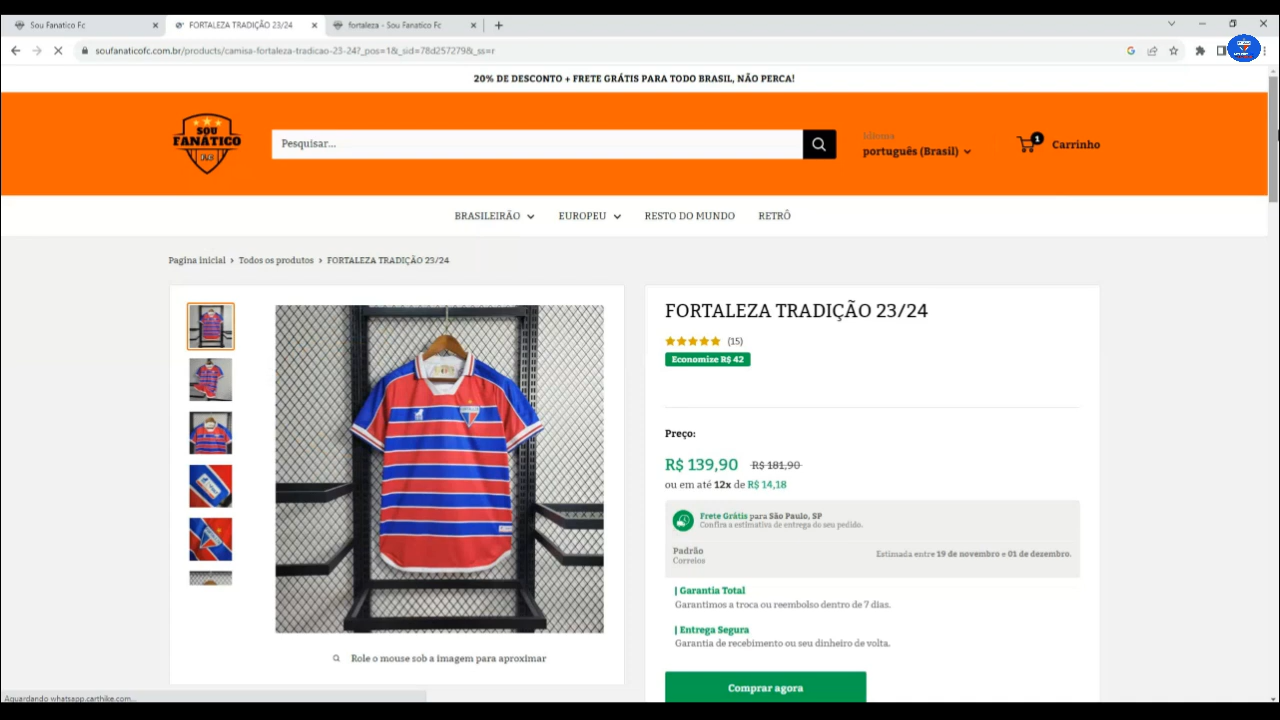 Sou Fanatico Fc
FORTALEZA TRADIÇÃO 23/24
fortaleza - Sou Fanatico Fc
soufanaticofc.com.br/products/camisa-fortaleza-tradicao-23-24?_pos=1&_sid=78d257279&_ss=r
20% DE DESCONTO + FRETE GRÁTIS PARA TODO BRASIL, NÃO PERCA!
SOU
FANÁTICO
Pesquisar...
Idioma
português (Brasil)
1
Carrinho
BRASILEIRÃO
EUROPEU
RESTO DO MUNDO
RETRÔ
Pagina inicial › Todos os produtos › FORTALEZA TRADIÇÃO 23/24
FORTALEZA TRADIÇÃO 23/24
(15)
Economize R$ 42
Preço:
R$ 139,90 R$ 181,90
ou em até 12x de R$ 14,18
Frete Grátis para São Paulo, SP
Confira a estimativa de entrega do seu pedido.
Padrão
Correios
Estimada entre 19 de novembro e 01 de dezembro.
| Garantia Total
Garantimos a troca ou reembolso dentro de 7 dias.
| Entrega Segura
Garantia de recebimento ou seu dinheiro de volta.
Role o mouse sob a imagem para aproximar
Comprar agora
Aguardando whatsapp.carthike.com...